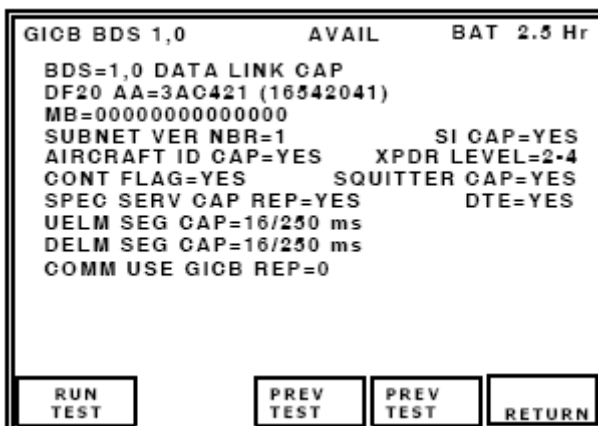 GICB BDS 1,0 AVAIL BAT 2.5 Hr
BDS=1,0 DATA LINK CAP
DF20 AA=3AC421 (16542041)
MB=00000000000000
SUBNET VER NBR=1 SI CAP=YES
AIRCRAFT ID CAP=YES XPDR LEVEL=2-4
CONT FLAG=YES SQUITTER CAP=YES
SPEC SERV CAP REP=YES DTE=YES
UELM SEG CAP=16/250 ms
DELM SEG CAP=16/250 ms
COMM USE GICB REP=0
RUN TEST
PREV TEST
PREV TEST
RETURN